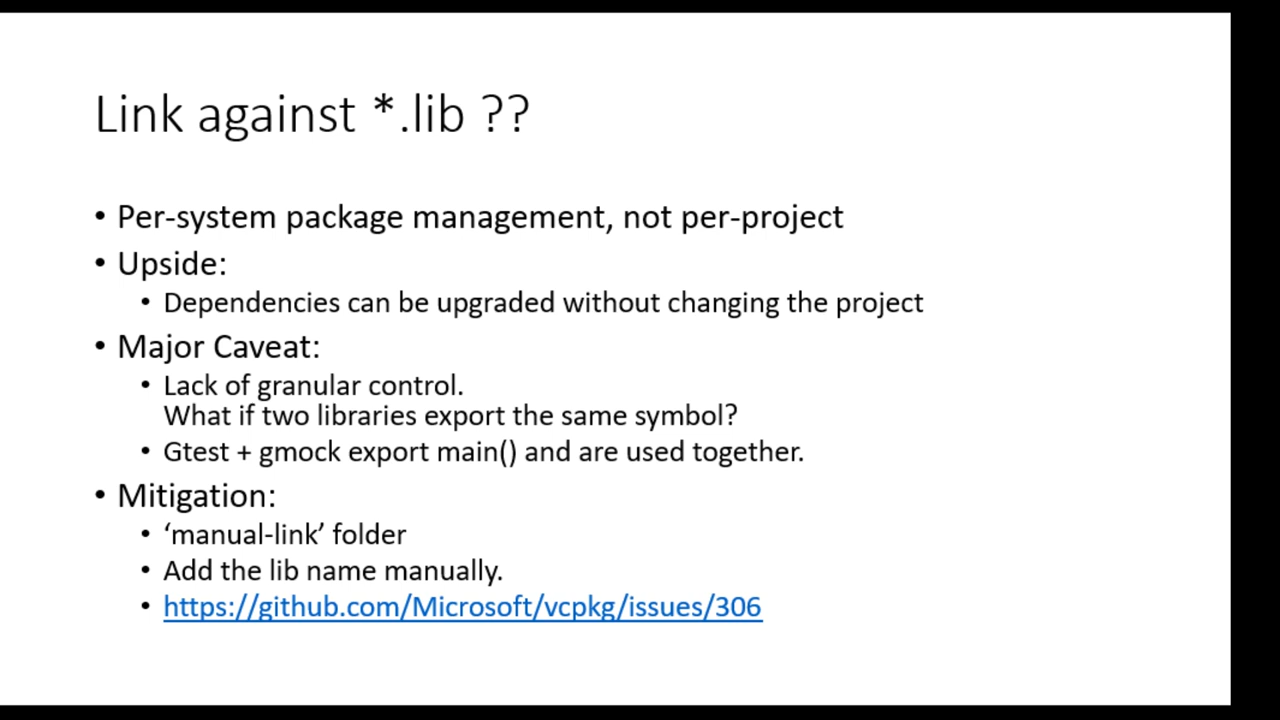 Link against *.lib ??
• Per-system package management, not per-project
• Upside:
• Dependencies can be upgraded without changing the project
• Major Caveat:
• Lack of granular control.
What if two libraries export the same symbol?
• Gtest + gmock export main() and are used together.
• Mitigation:
• ‘manual-link’ folder
• Add the lib name manually.
• https://github.com/Microsoft/vcpkg/issues/306